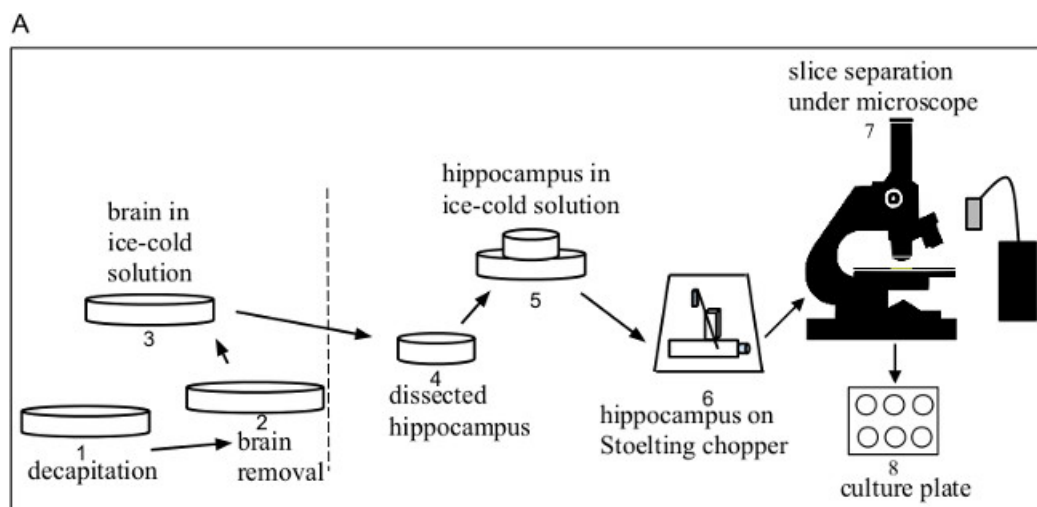 A
decapitation
1
brain
removal
2
brain in
ice-cold
solution
3
4
dissected
hippocampus
hippocampus in
ice-cold solution
5
6
hippocampus on
Stoelting chopper
slice separation
under microscope
7
8
culture plate